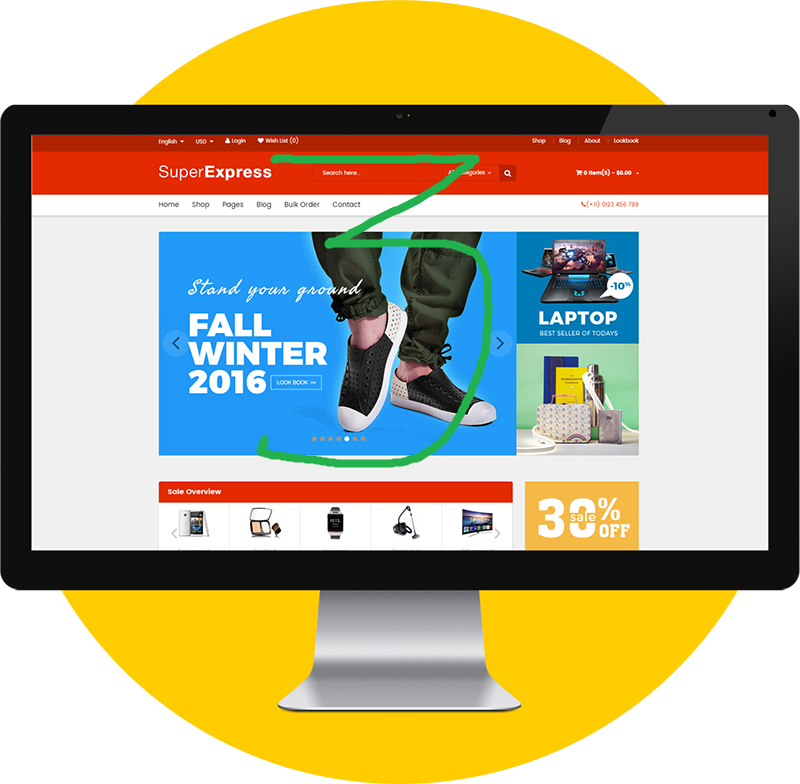 English USD Login Wish List (0) Shop Blog About Lookbook
SuperExpress Search here... All Categories 0 Item(s) - $0.00
Home Shop Pages Blog Bulk Order Contact (+11) 0123 456 789
Stand your ground
FALL
WINTER
2016
LOOK BOOK >>
-10%
LAPTOP
BEST SELLER OF TODAYS
3
Sale Overview
30%
sale
OFF